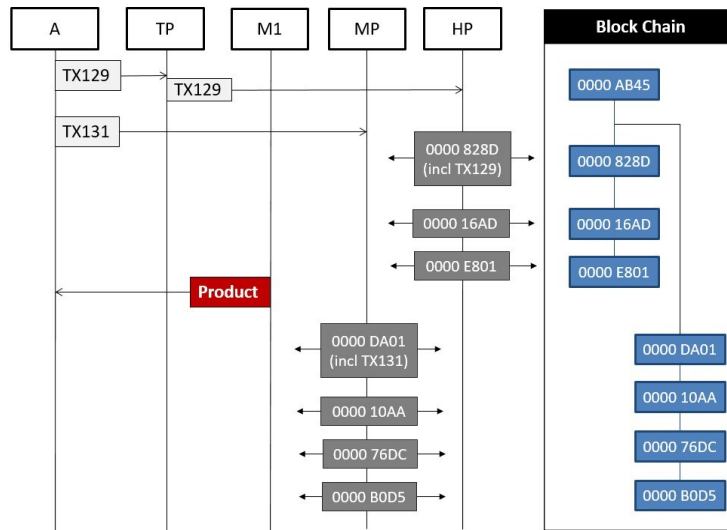 A
TP
M1
MP
HP
Block Chain
TX129
TX129
TX131
0000 828D
(incl TX129)
0000 16AD
0000 E801
Product
0000 DA01
(incl TX131)
0000 10AA
0000 76DC
0000 B0D5
0000 AB45
0000 828D
0000 16AD
0000 E801
0000 DA01
0000 10AA
0000 76DC
0000 B0D5